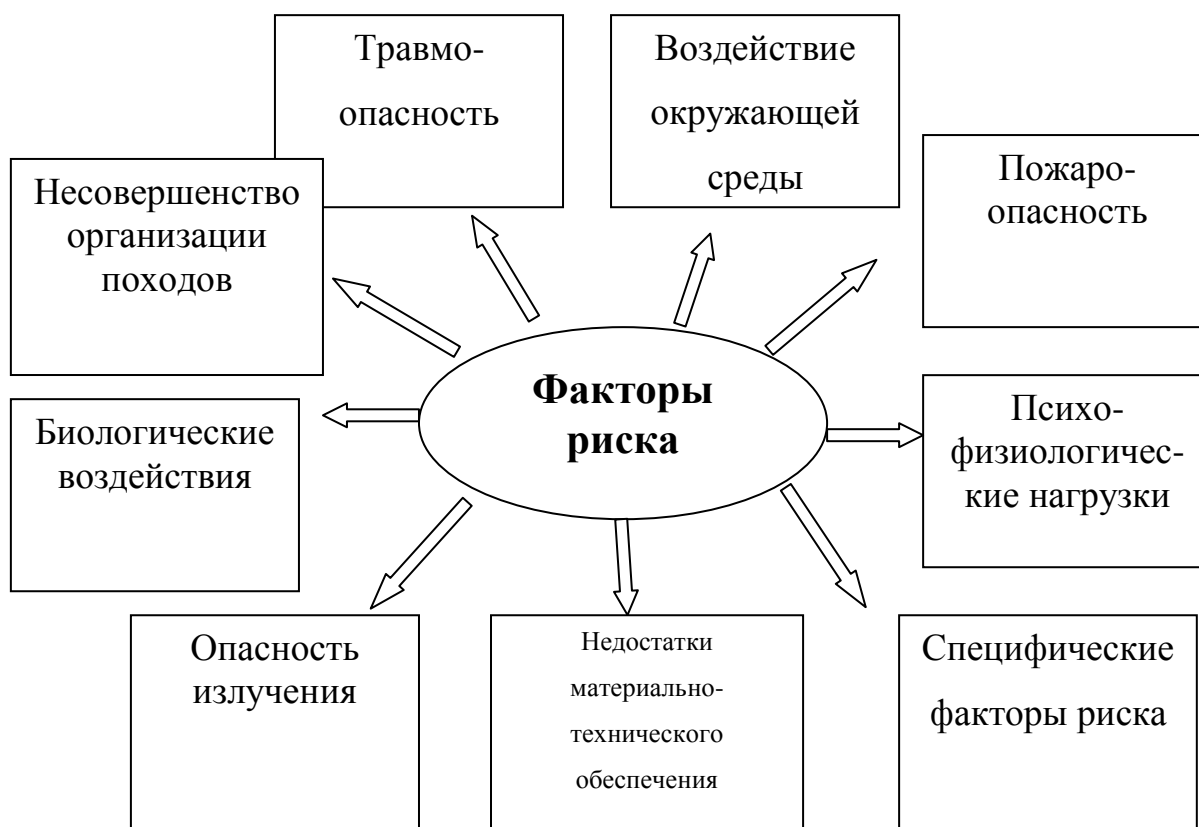 Травмо-
опасность
Воздействие
окружающей
среды
Несовершенство
организации
походов
Пожаро-
опасность
Факторы
риска
Биологические
воздействия
Психо-
физиологичес-
кие нагрузки
Опасность
излучения
Недостатки
материально-
технического
обеспечения
Специфические
факторы риска